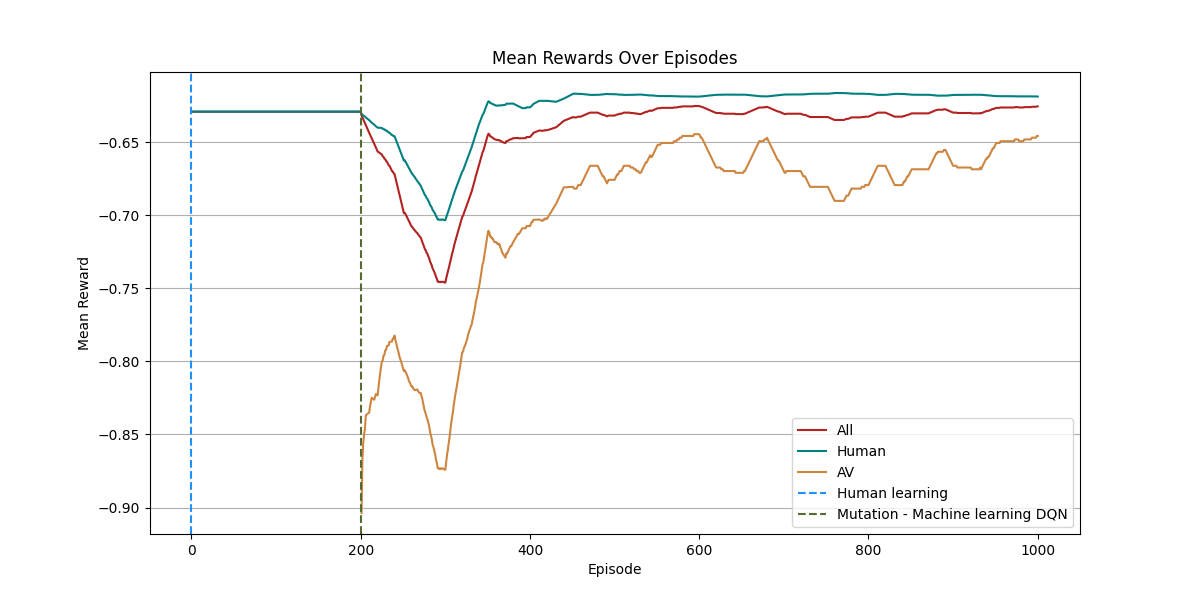 Mean Rewards Over Episodes
Mean Reward
−0.65
−0.70
−0.75
−0.80
−0.85
−0.90
All
Human
AV
Human learning
Mutation - Machine learning DQN
0 200 400 600 800 1000
Episode